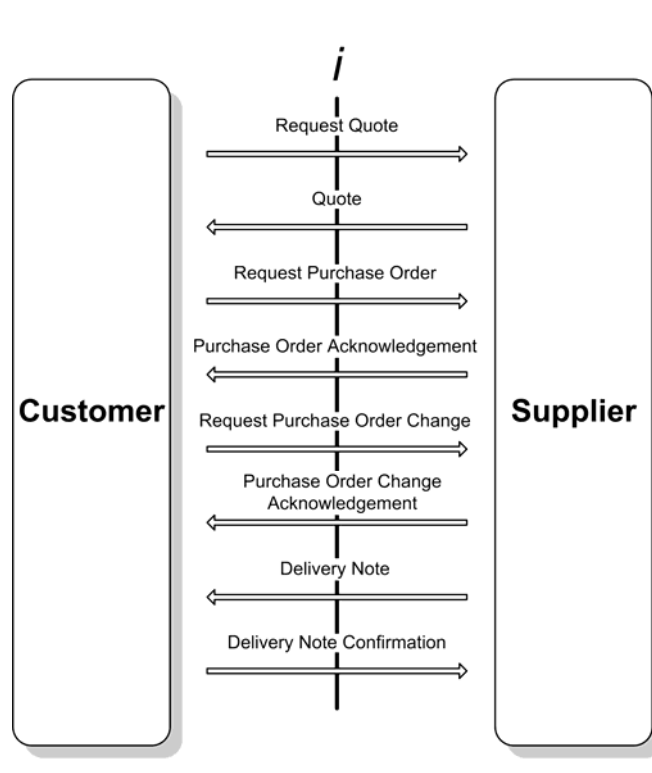 i
Request Quote
Quote
Request Purchase Order
Purchase Order Acknowledgement
Customer
Supplier
Request Purchase Order Change
Purchase Order Change
Acknowledgement
Delivery Note
Delivery Note Confirmation